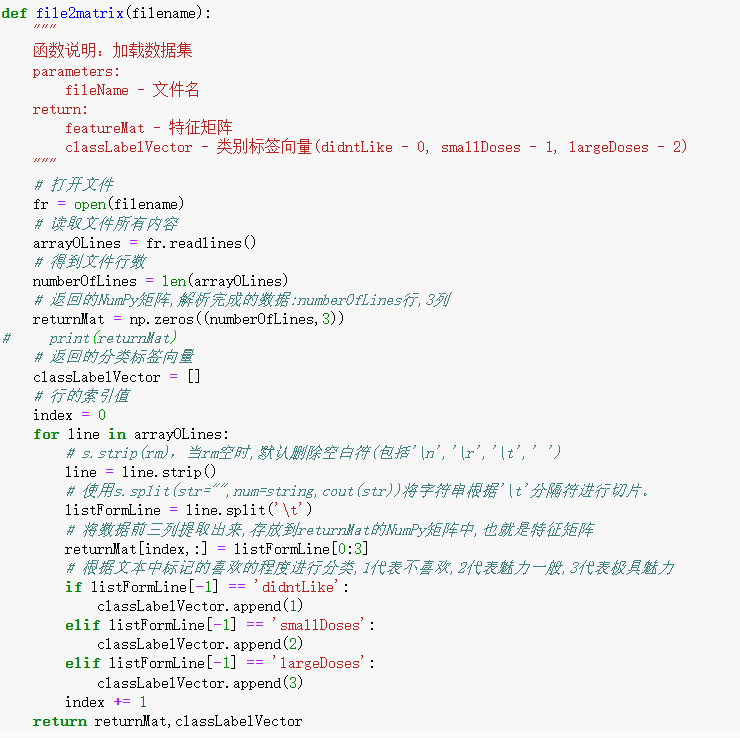 def file2matrix(filename):
    """
    函数说明：加载数据集
    parameters:
        fileName - 文件名
    return:
        featureMat - 特征矩阵
        classLabelVector - 类别标签向量(didntLike - 0, smallDoses - 1, largeDoses - 2)
    """
    # 打开文件
    fr = open(filename)
    # 读取文件所有内容
    arrayOLines = fr.readlines()
    # 得到文件行数
    numberOfLines = len(arrayOLines)
    # 返回的NumPy矩阵,解析完成的数据:numberOfLines行,3列
    returnMat = np.zeros((numberOfLines,3))
#     print(returnMat)
    # 返回的分类标签向量
    classLabelVector = []
    # 行的索引值
    index = 0
    for line in arrayOLines:
        # s.strip(rm)，当rm空时,默认删除空白符(包括'\n','\r','\t',' ')
        line = line.strip()
        # 使用s.split(str="",num=string,cout(str))将字符串根据'\t'分隔符进行切片。
        listFormLine = line.split('\t')
        # 将数据前三列提取出来,存放到returnMat的NumPy矩阵中,也就是特征矩阵
        returnMat[index,:] = listFormLine[0:3]
        # 根据文本中标记的喜欢的程度进行分类,1代表不喜欢,2代表魅力一般,3代表极具魅力
        if listFormLine[-1] == 'didntLike':
            classLabelVector.append(1)
        elif listFormLine[-1] == 'smallDoses':
            classLabelVector.append(2)
        elif listFormLine[-1] == 'largeDoses':
            classLabelVector.append(3)
        index += 1
    return returnMat,classLabelVector